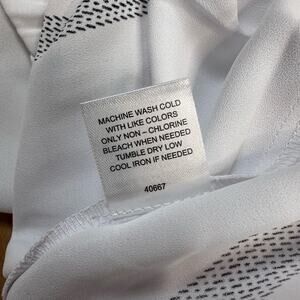 MACHINE WASH COLD
WITH LIKE COLORS
ONLY NON – CHLORINE
BLEACH WHEN NEEDED
TUMBLE DRY LOW
COOL IRON IF NEEDED
40667